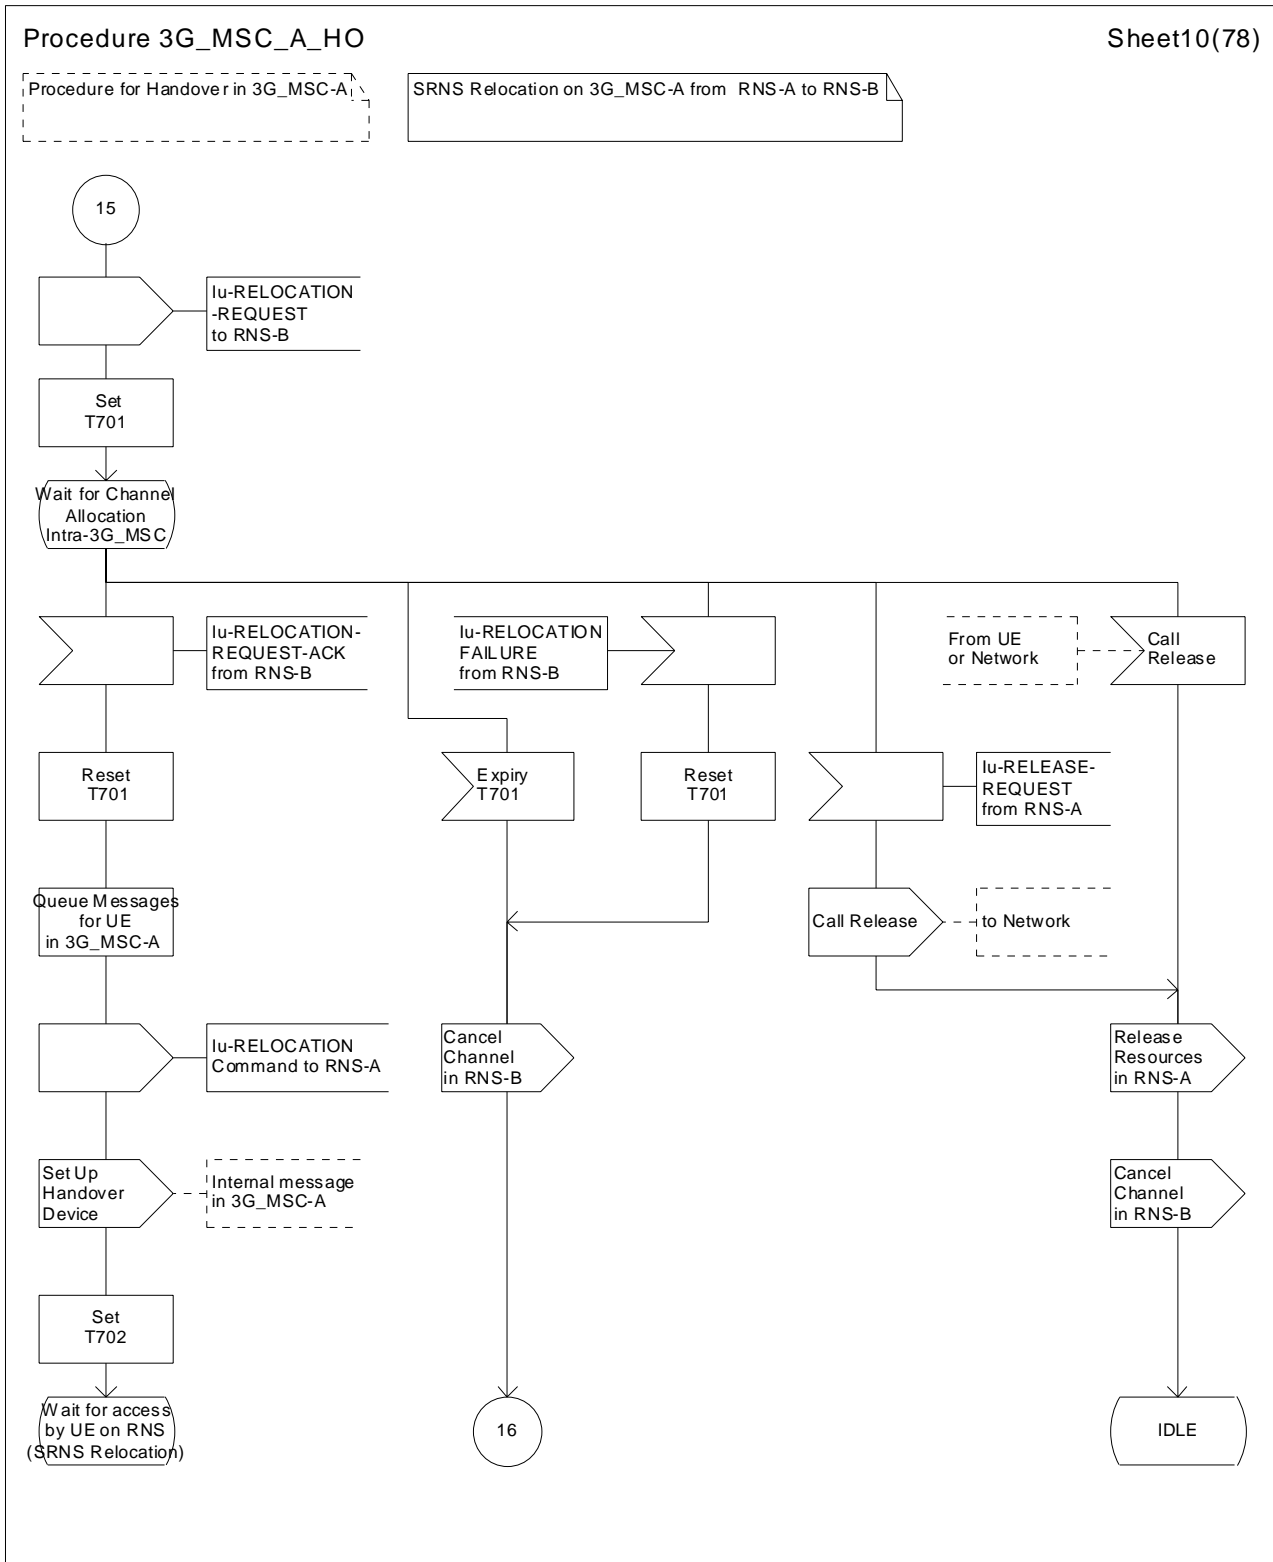 Procedure 3G_MSC_A_HO
Sheet10(78)
Procedure for Handover in 3G_MSC-A
SRNS Relocation on 3G_MSC-A from RNS-A to RNS-B
15
Iu-RELOCATION
-REQUEST
to RNS-B
Set
T701
Wait for Channel
Allocation
Intra-3G_MSC
Iu-RELOCATION-
REQUEST-ACK
from RNS-B
Iu-RELOCATION
FAILURE
from RNS-B
From UE
or Network
Call
Release
Reset
T701
Expiry
T701
Reset
T701
Iu-RELEASE-
REQUEST
from RNS-A
Queue Messages
for UE
in 3G_MSC-A
Call Release
to Network
Iu-RELOCATION
Command to RNS-A
Cancel
Channel
in RNS-B
Release
Resources
in RNS-A
Set Up
Handover
Device
Internal message
in 3G_MSC-A
Cancel
Channel
in RNS-B
Set
T702
Wait for access
by UE on RNS
(SRNS Relocation)
16
IDLE